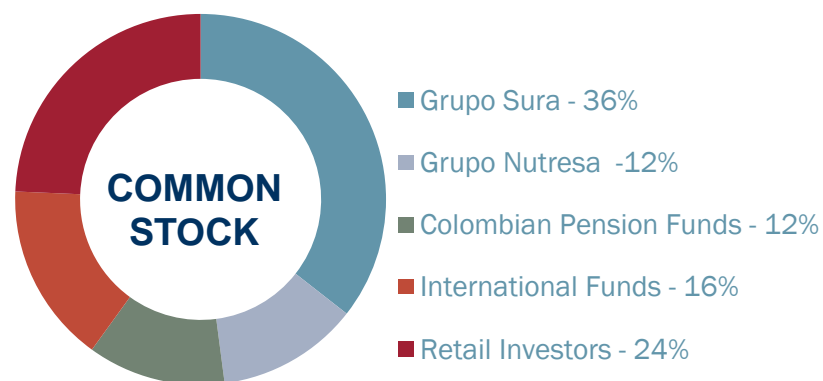 COMMON
STOCK
Grupo Sura - 36%
Grupo Nutresa -12%
Colombian Pension Funds - 12%
International Funds - 16%
Retail Investors - 24%